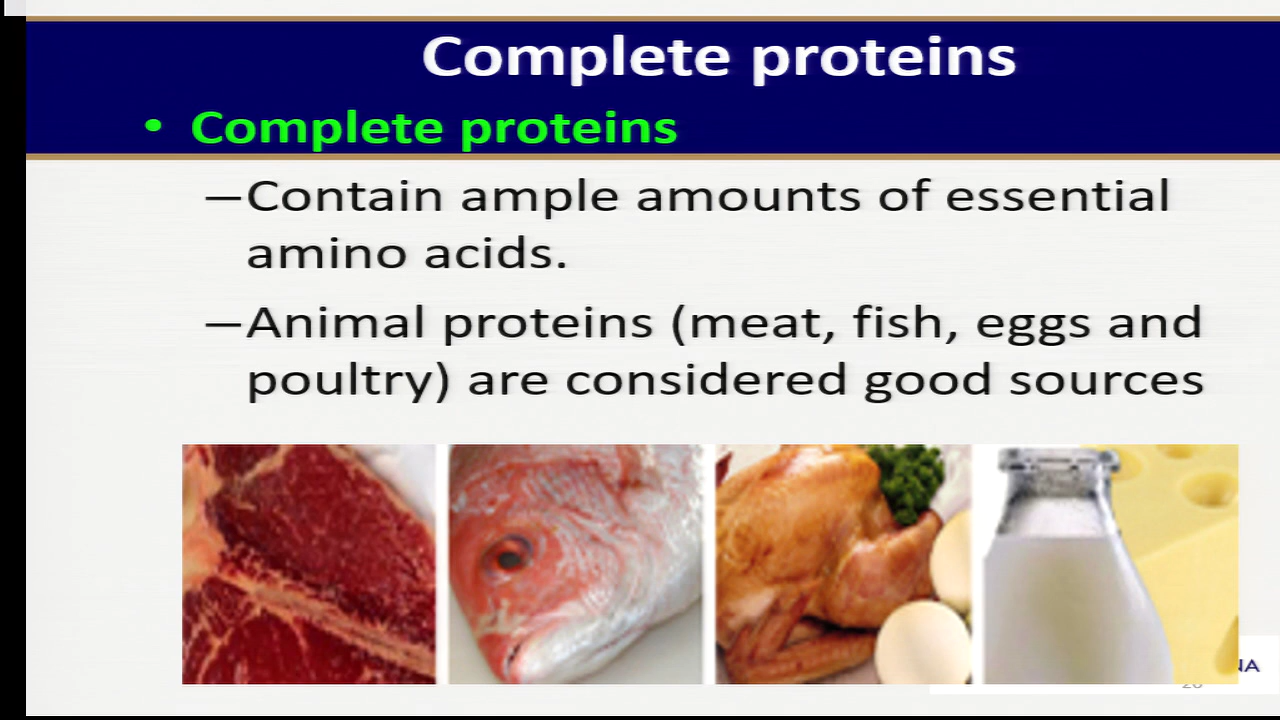 Complete proteins
• Complete proteins
–Contain ample amounts of essential
amino acids.
–Animal proteins (meat, fish, eggs and
poultry) are considered good sources